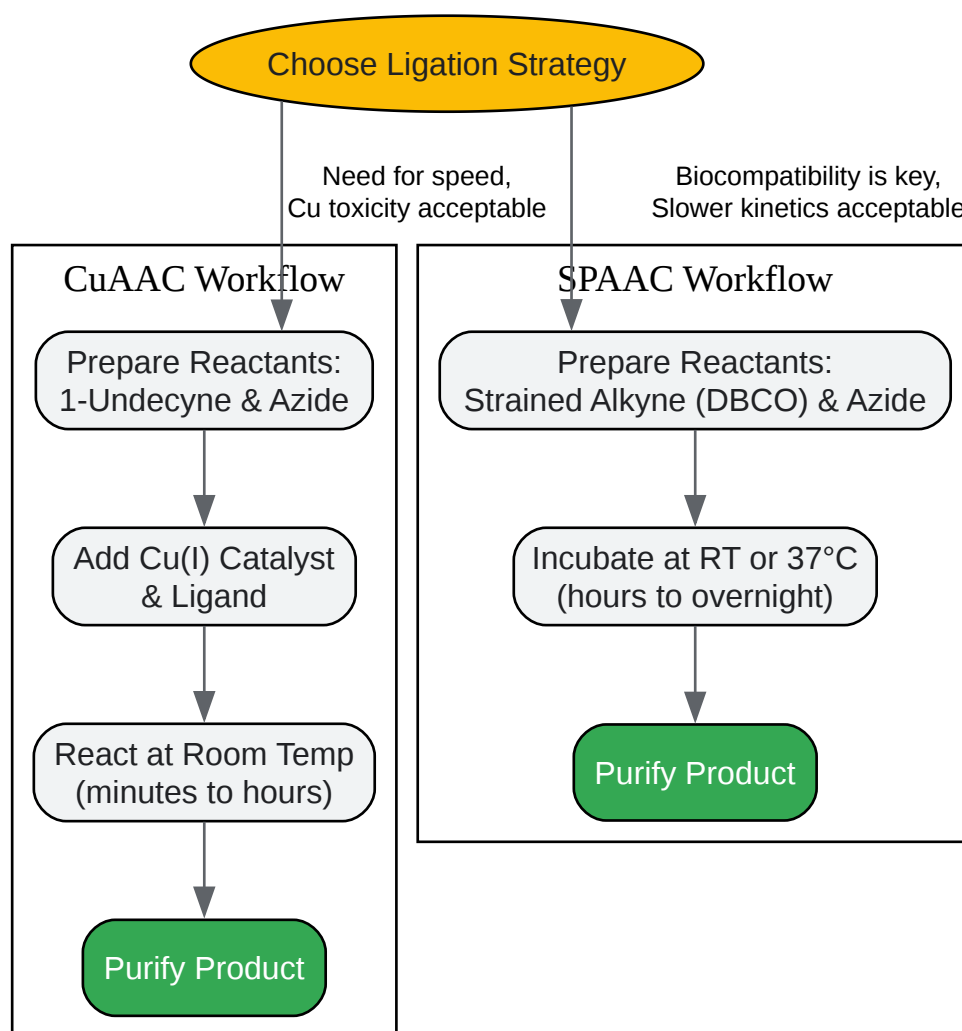 Choose Ligation Strategy
Need for speed,
Cu toxicity acceptable
Biocompatibility is key,
Slower kinetics acceptable
CuAAC Workflow
Prepare Reactants:
1-Undecyne & Azide
Add Cu(I) Catalyst
& Ligand
React at Room Temp
(minutes to hours)
Purify Product
SPAAC Workflow
Prepare Reactants:
Strained Alkyne (DBCO) & Azide
Incubate at RT or 37°C
(hours to overnight)
Purify Product